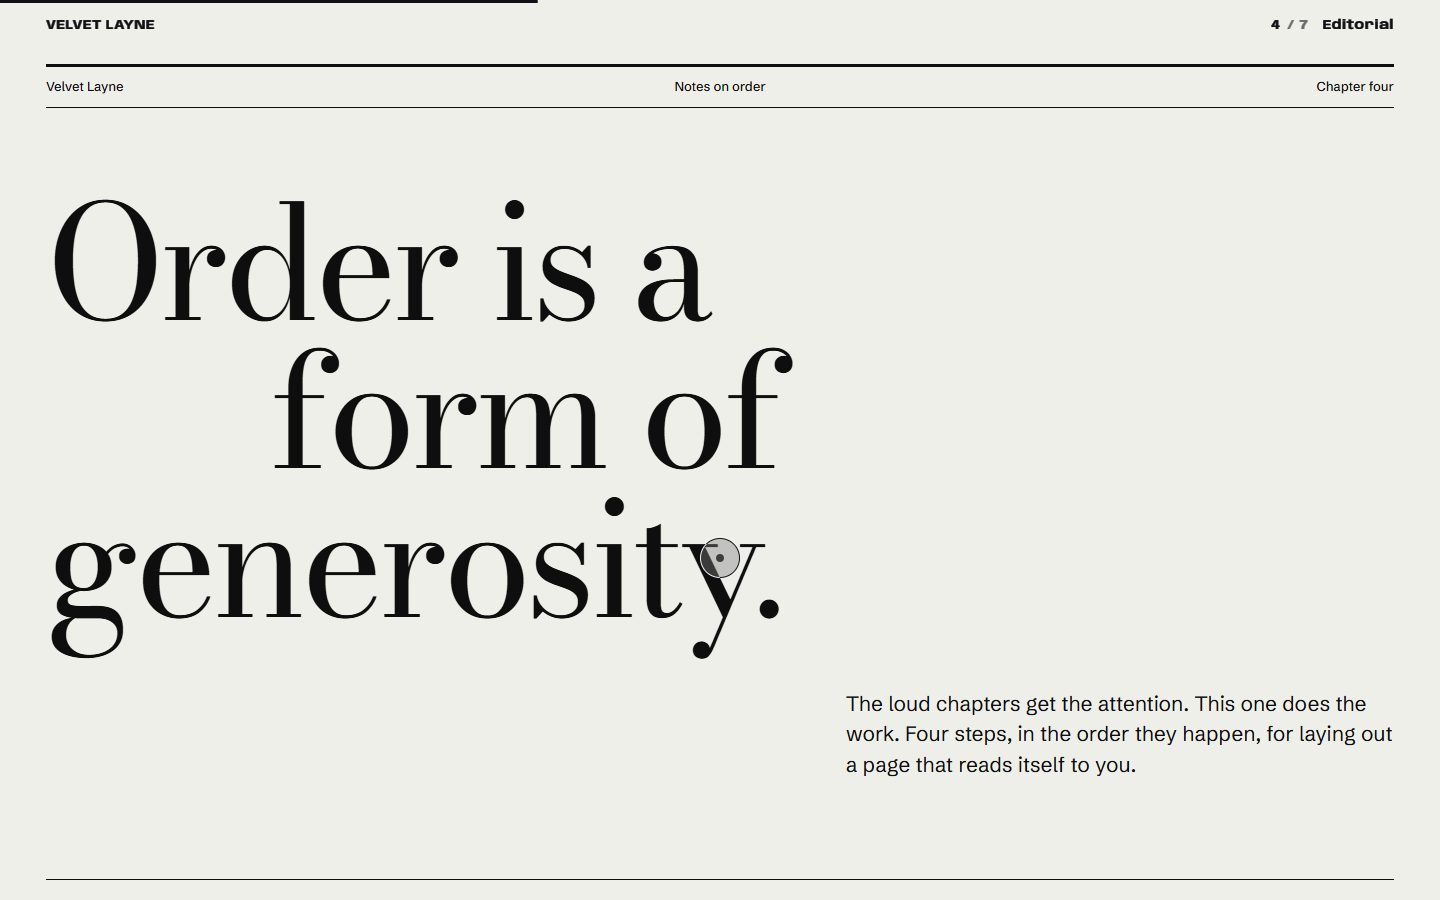 VELVET LAYNE
4 / 7 Editorial
Velvet Layne
Notes on order
Chapter four
Order is a
form of
generosity.
The loud chapters get the attention. This one does the
work. Four steps, in the order they happen, for laying out
a page that reads itself to you.